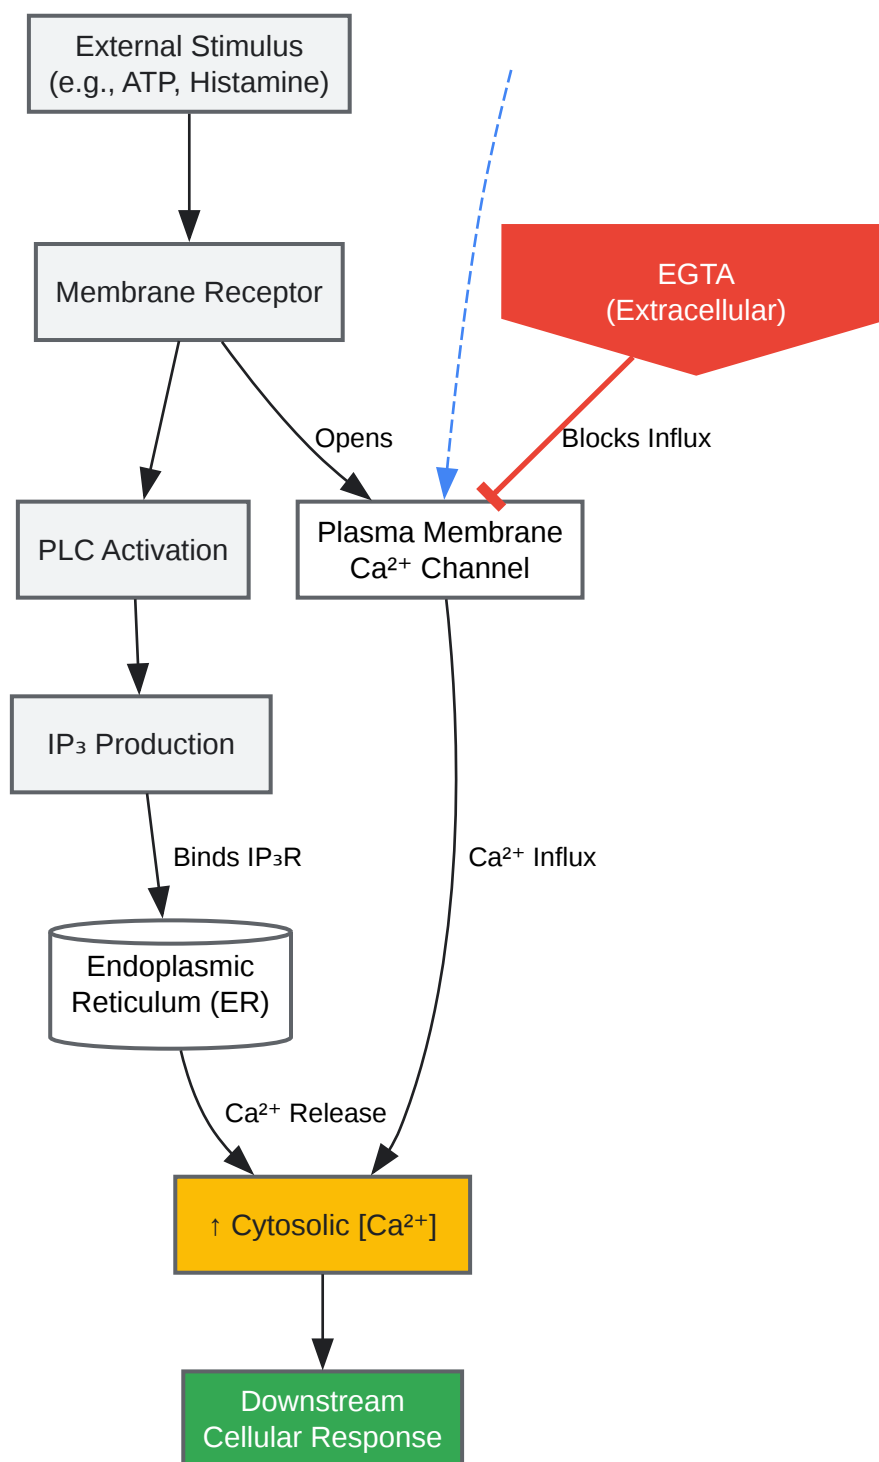 External Stimulus
(e.g., ATP, Histamine)
Membrane Receptor
EGTA
(Extracellular)
Opens
Blocks Influx
PLC Activation
Plasma Membrane
Ca²⁺ Channel
IP₃ Production
Binds IP₃R
Ca²⁺ Influx
Endoplasmic
Reticulum (ER)
Ca²⁺ Release
↑ Cytosolic [Ca²⁺]
Downstream
Cellular Response